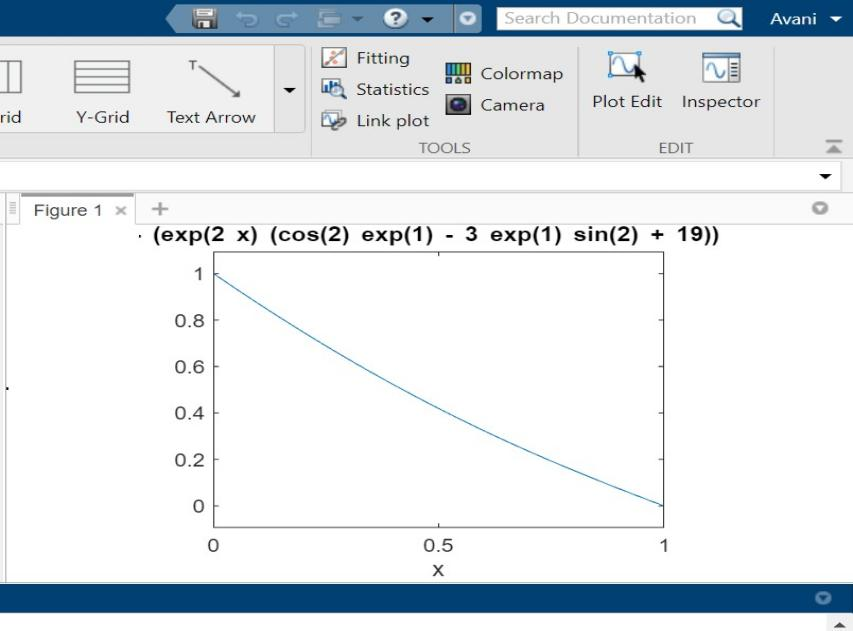 Search Documentation Avani
Fitting
Statistics Colormap
Y-Grid Text Arrow Link plot Camera Plot Edit Inspector
TOOLS EDIT
Figure 1
(exp(2 x) (cos(2) exp(1) - 3 exp(1) sin(2) + 19))
1
0.8
0.6
0.4
0.2
0
0 0.5 1
x